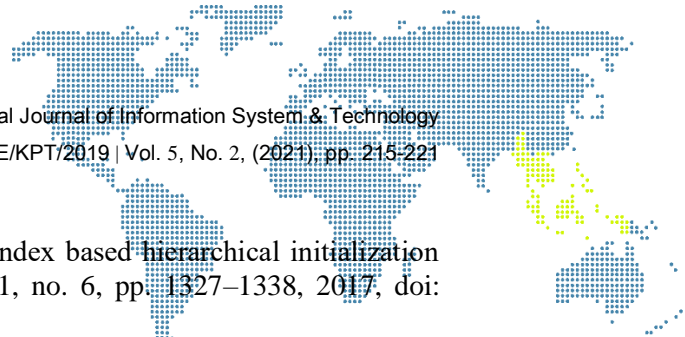 al Journal of Information System & Technology
E/KPT/2019 | Vol. 5, No. 2, (2021), pp. 215-221
ndex based hierarchical initialization
1, no. 6, pp. 1327–1338, 2017, doi: